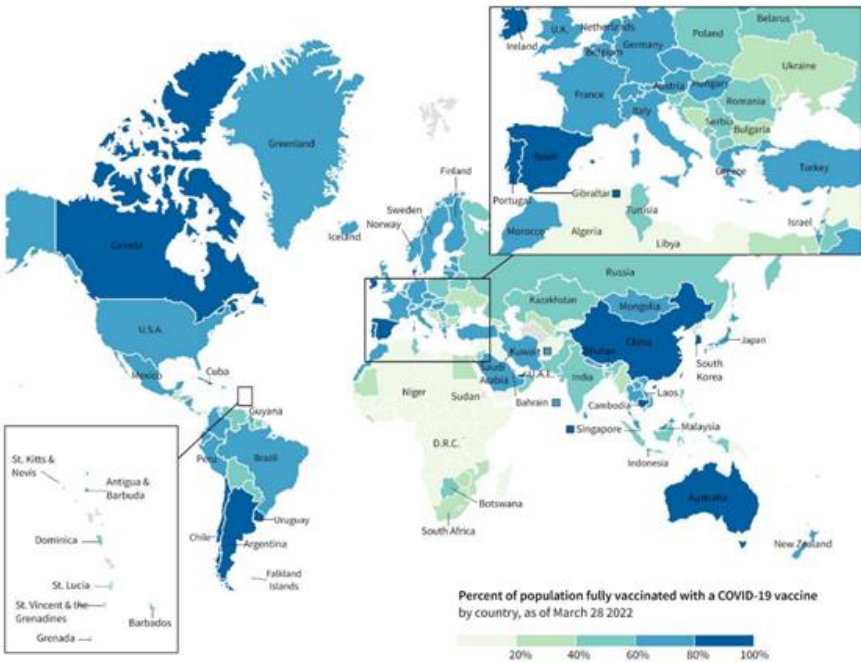 Ireland
U.K.
Netherlands
Belgium
Germany
Poland
Belarus
Ukraine
France
Austria
Hungary
Romania
Italy
Serbia
Bulgaria
Spain
Greece
Turkey
Portugal
Gibraltar
Tunisia
Morocco
Algeria
Libya
Israel
Greenland
Finland
Sweden
Norway
Iceland
Canada
Russia
Kazakhstan
Mongolia
U.S.A.
Mexico
Cuba
Guyana
Kuwait
Saudi
Arabia
U.A.E.
Bhutan
China
Japan
South
Korea
India
Laos
Niger
Sudan
Bahrain
Cambodia
Singapore
Malaysia
D.R.C.
Indonesia
Peru
Brazil
Botswana
South Africa
Uruguay
Chile
Argentina
Falkland
Islands
Australia
New Zealand
St. Kitts &
Nevis
Antigua &
Barbuda
Dominica
St. Lucia
St. Vincent & the
Grenadines
Barbados
Grenada
Percent of population fully vaccinated with a COVID-19 vaccine
by country, as of March 28 2022
20% 40% 60% 80% 100%